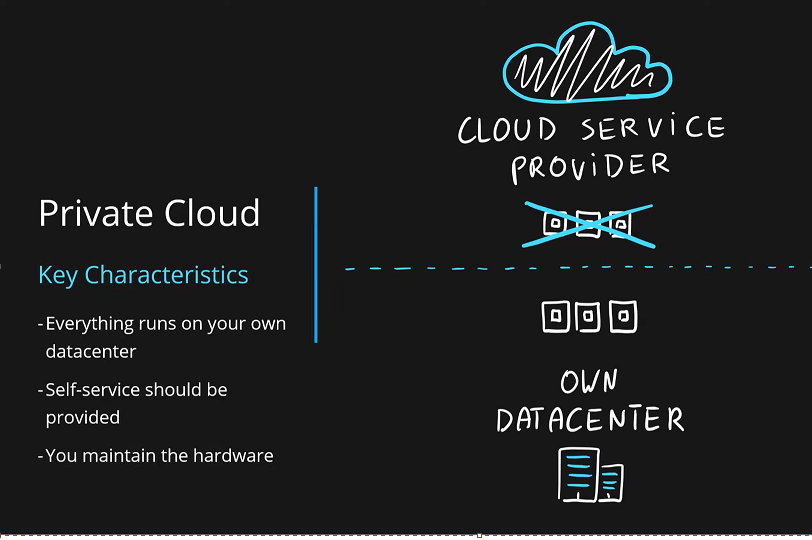 Private Cloud
Key Characteristics
-Everything runs on your own
datacenter
-Self-service should be
provided
-You maintain the hardware
CLOUD SERViCE
PROViDER
OWN
DATACENTER